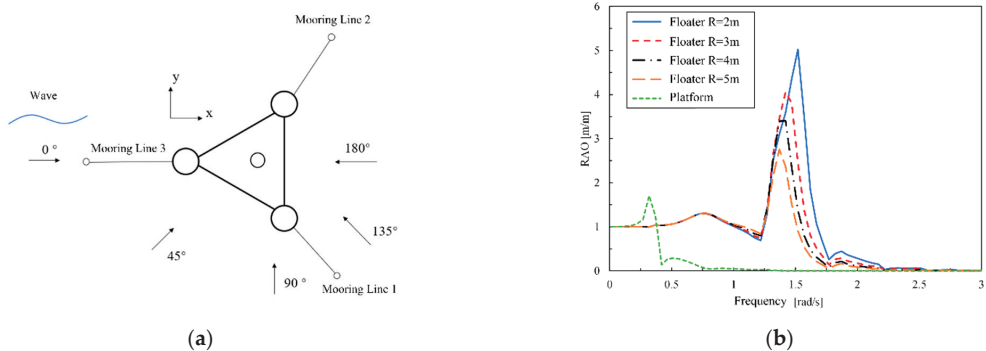 Mooring Line 2
y
x
Wave
0 °
Mooring Line 3
180°
45°
135°
90 °
Mooring Line 1
(a)
Floater R=2m
Floater R=3m
Floater R=4m
Floater R=5m
Platform
RAO [m/m]
6
5
4
3
2
1
0
0
0.5
1
1.5
2
2.5
3
Frequency [rad/s]
(b)